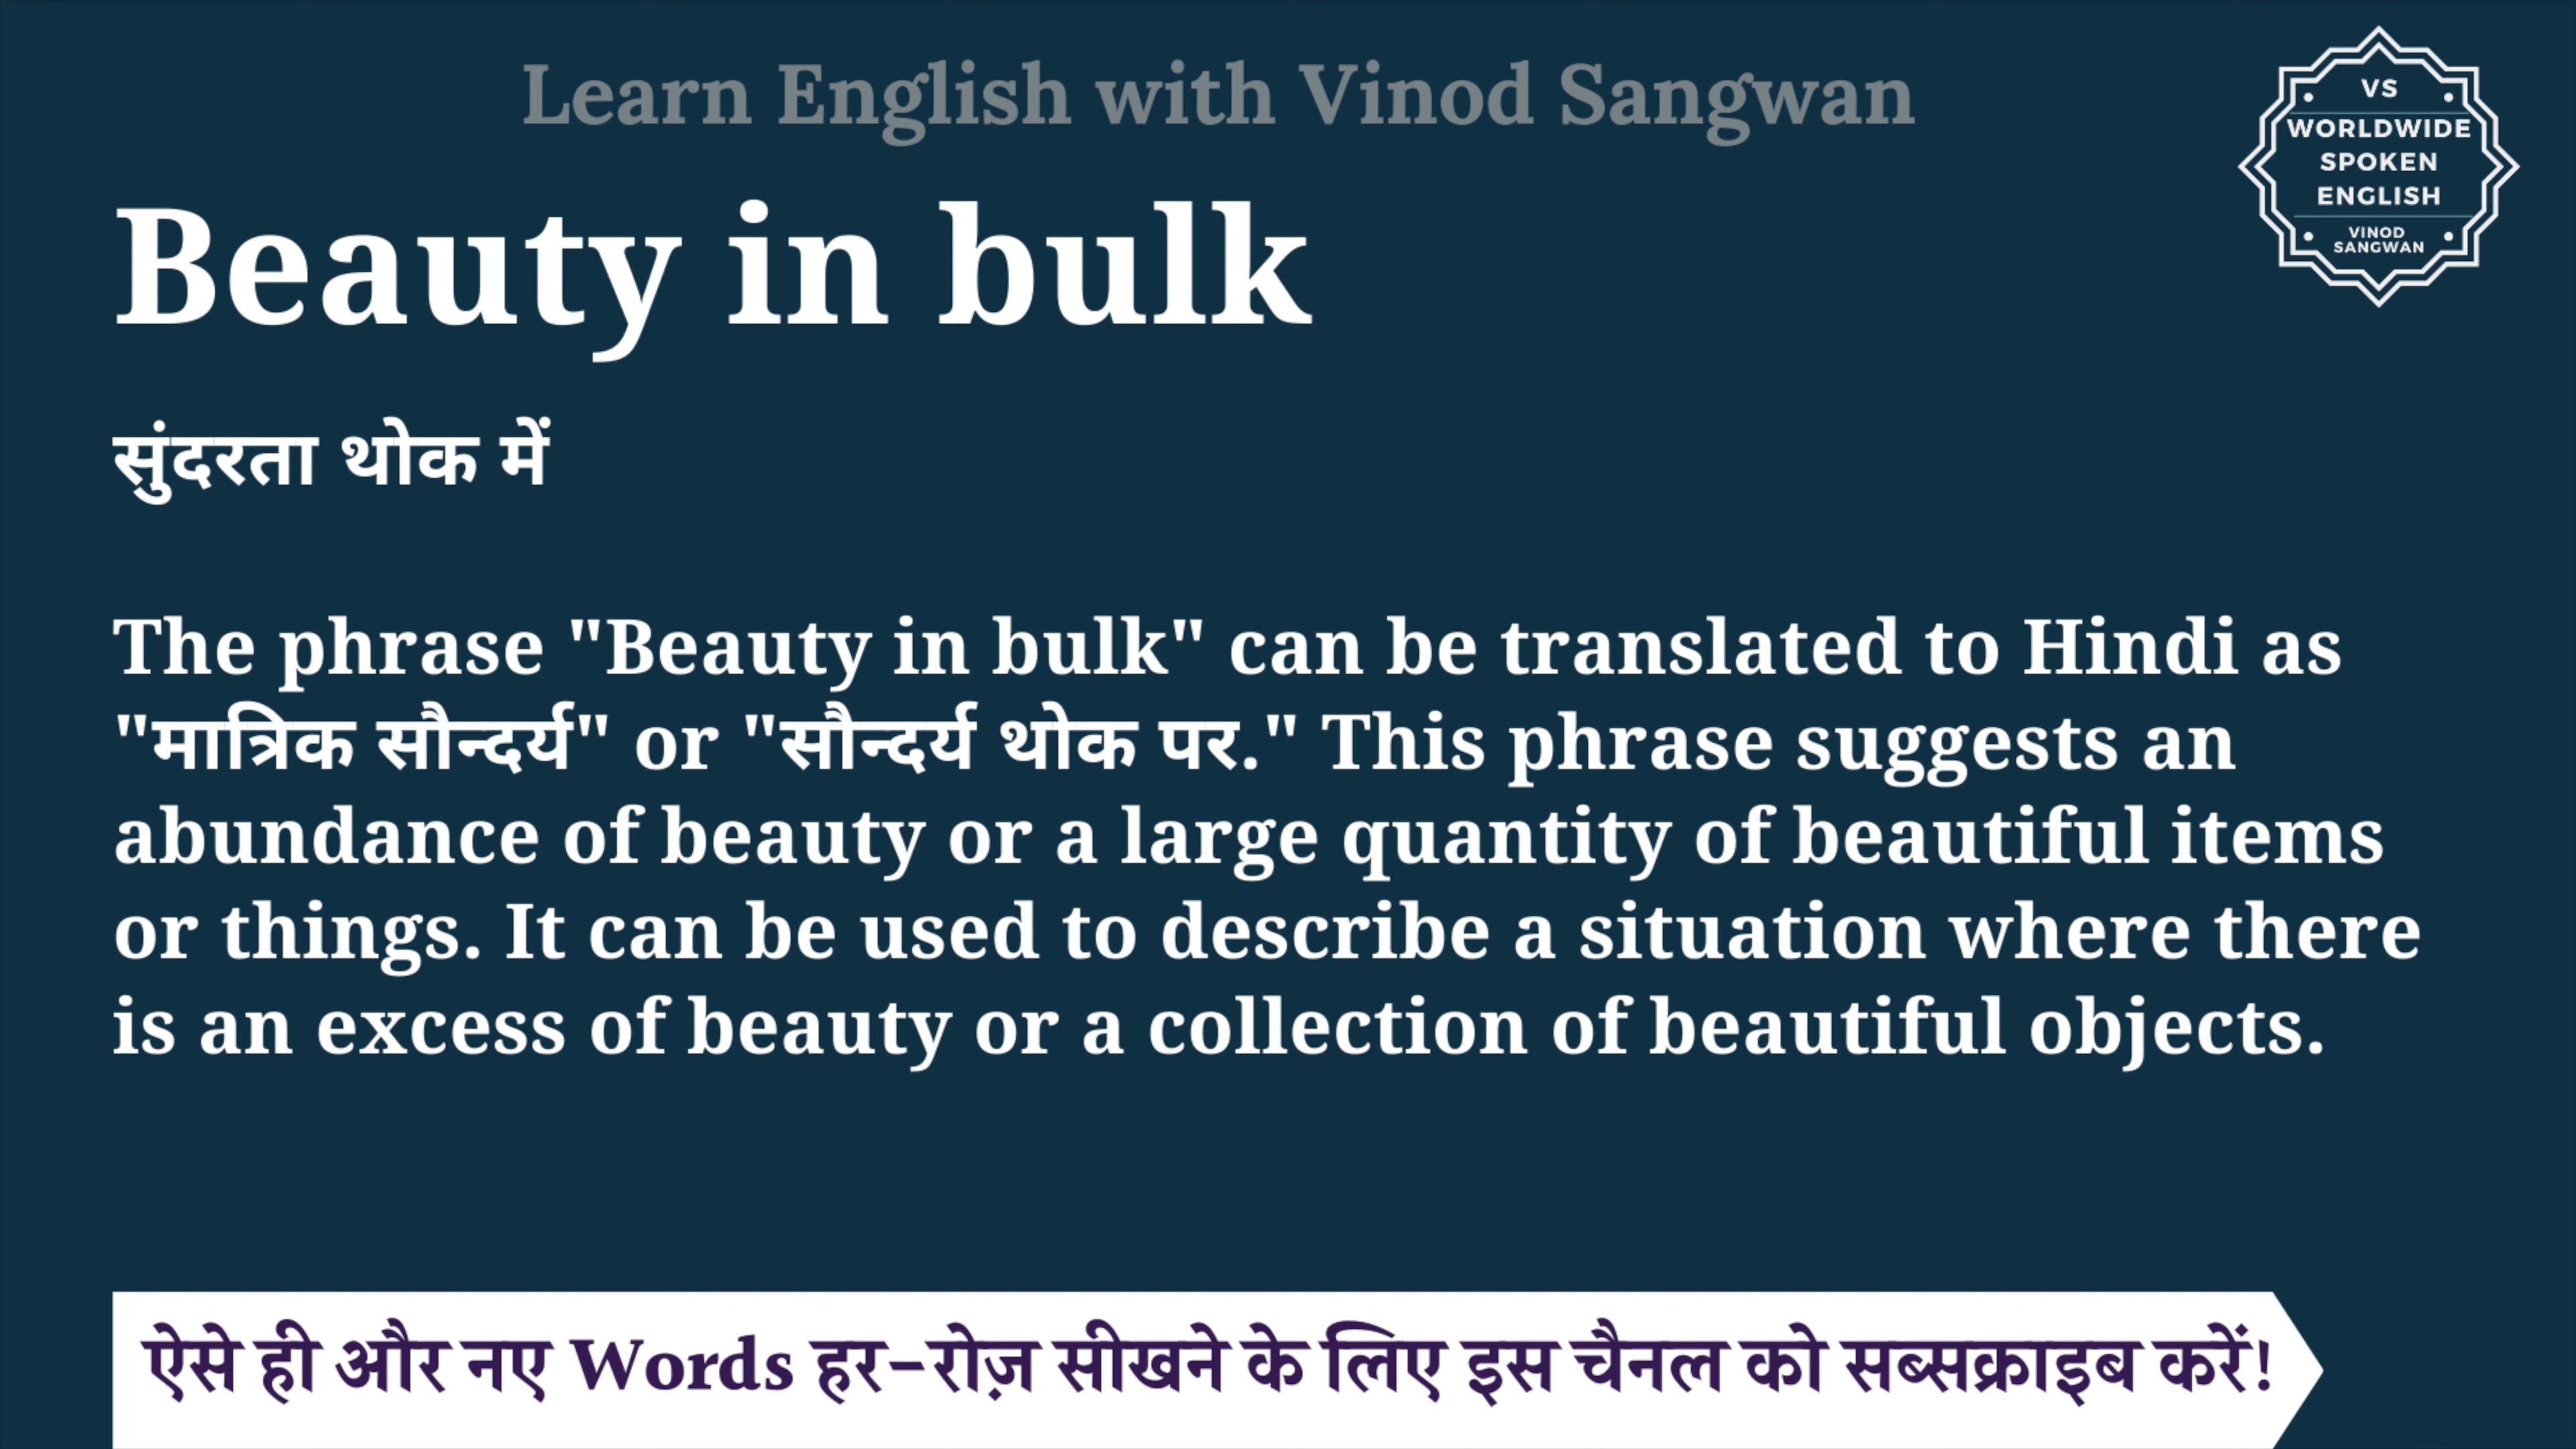 Learn English with Vinod Sangwan
VS
WORLDWIDE
SPOKEN
ENGLISH
VINOD
SANGWAN
Beauty in bulk
सुंदरता थोक में
The phrase "Beauty in bulk" can be translated to Hindi as
"मात्रिक सौन्दर्य" or "सौन्दर्य थोक पर." This phrase suggests an
abundance of beauty or a large quantity of beautiful items
or things. It can be used to describe a situation where there
is an excess of beauty or a collection of beautiful objects.
ऐसे ही और नए Words हर-रोज़ सीखने के लिए इस चैनल को सब्सक्राइब करें!